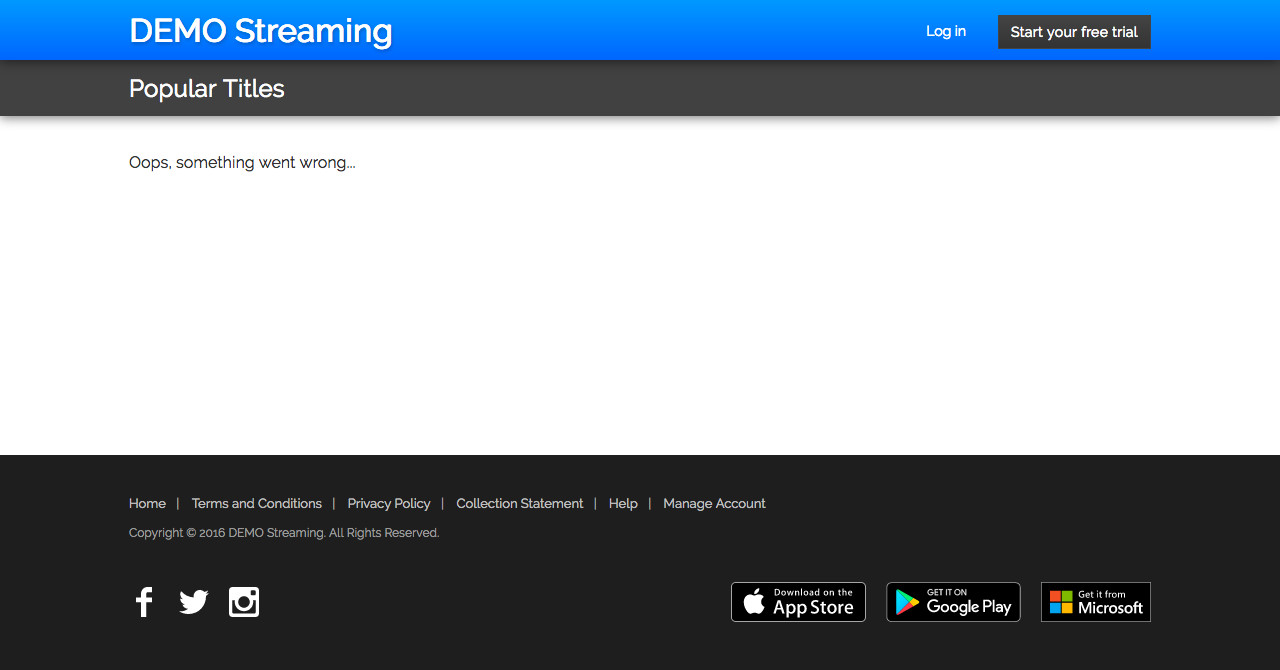 DEMO Streaming
Log in
Start your free trial
Popular Titles
Oops, something went wrong...
Home | Terms and Conditions | Privacy Policy | Collection Statement | Help | Manage Account
Copyright © 2016 DEMO Streaming. All Rights Reserved.
Download on the
App Store
GET IT ON
Google Play
Get it from
Microsoft